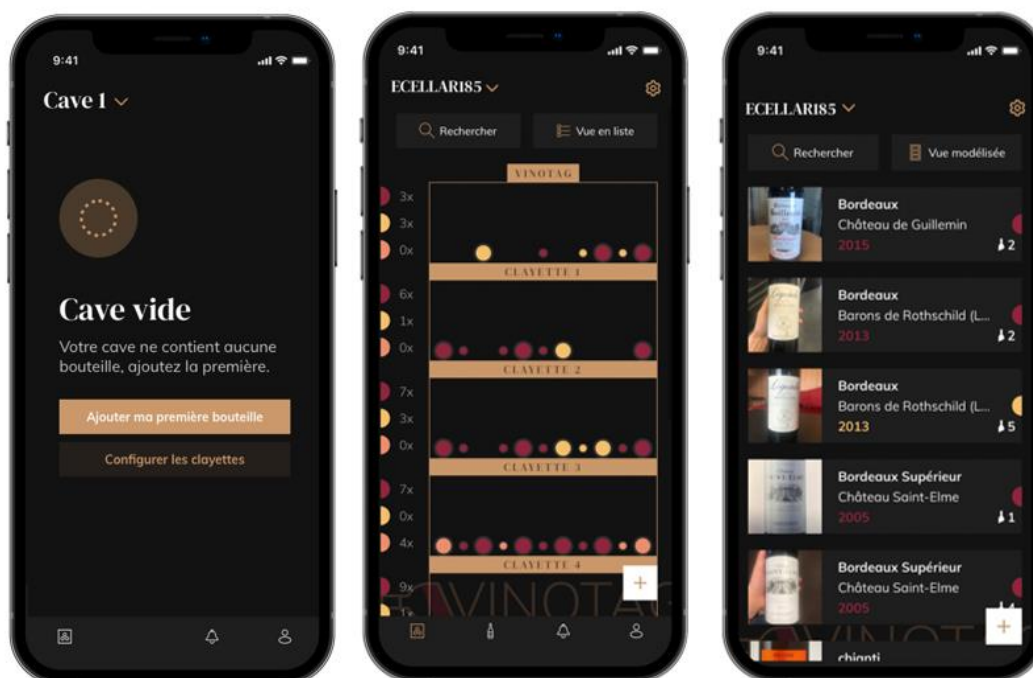 9:41
Cave 1
Cave vide
Votre cave ne contient aucune
bouteille, ajoutez la première.
Ajouter ma première bouteille
Configurer les clayettes
9:41
ECELLAR185
Rechercher
Vue en liste
VINOTAG
3x
3x
0x
CLAYETTE 1
6x
1x
0x
CLAYETTE 2
7x
3x
0x
CLAYETTE 3
7x
0x
4x
CLAYETTE 4
9x
1x
VINOTAG
+
9:41
ECELLAR185
Rechercher
Vue modélisée
Bordeaux
Château de Guillemin
2015
2
Bordeaux
Barons de Rothschild (L...
2013
2
Bordeaux
Barons de Rothschild (L...
2013
5
Bordeaux Supérieur
Château Saint-Elme
2005
1
Bordeaux Supérieur
Château Saint-Elme
2005
+
chianti